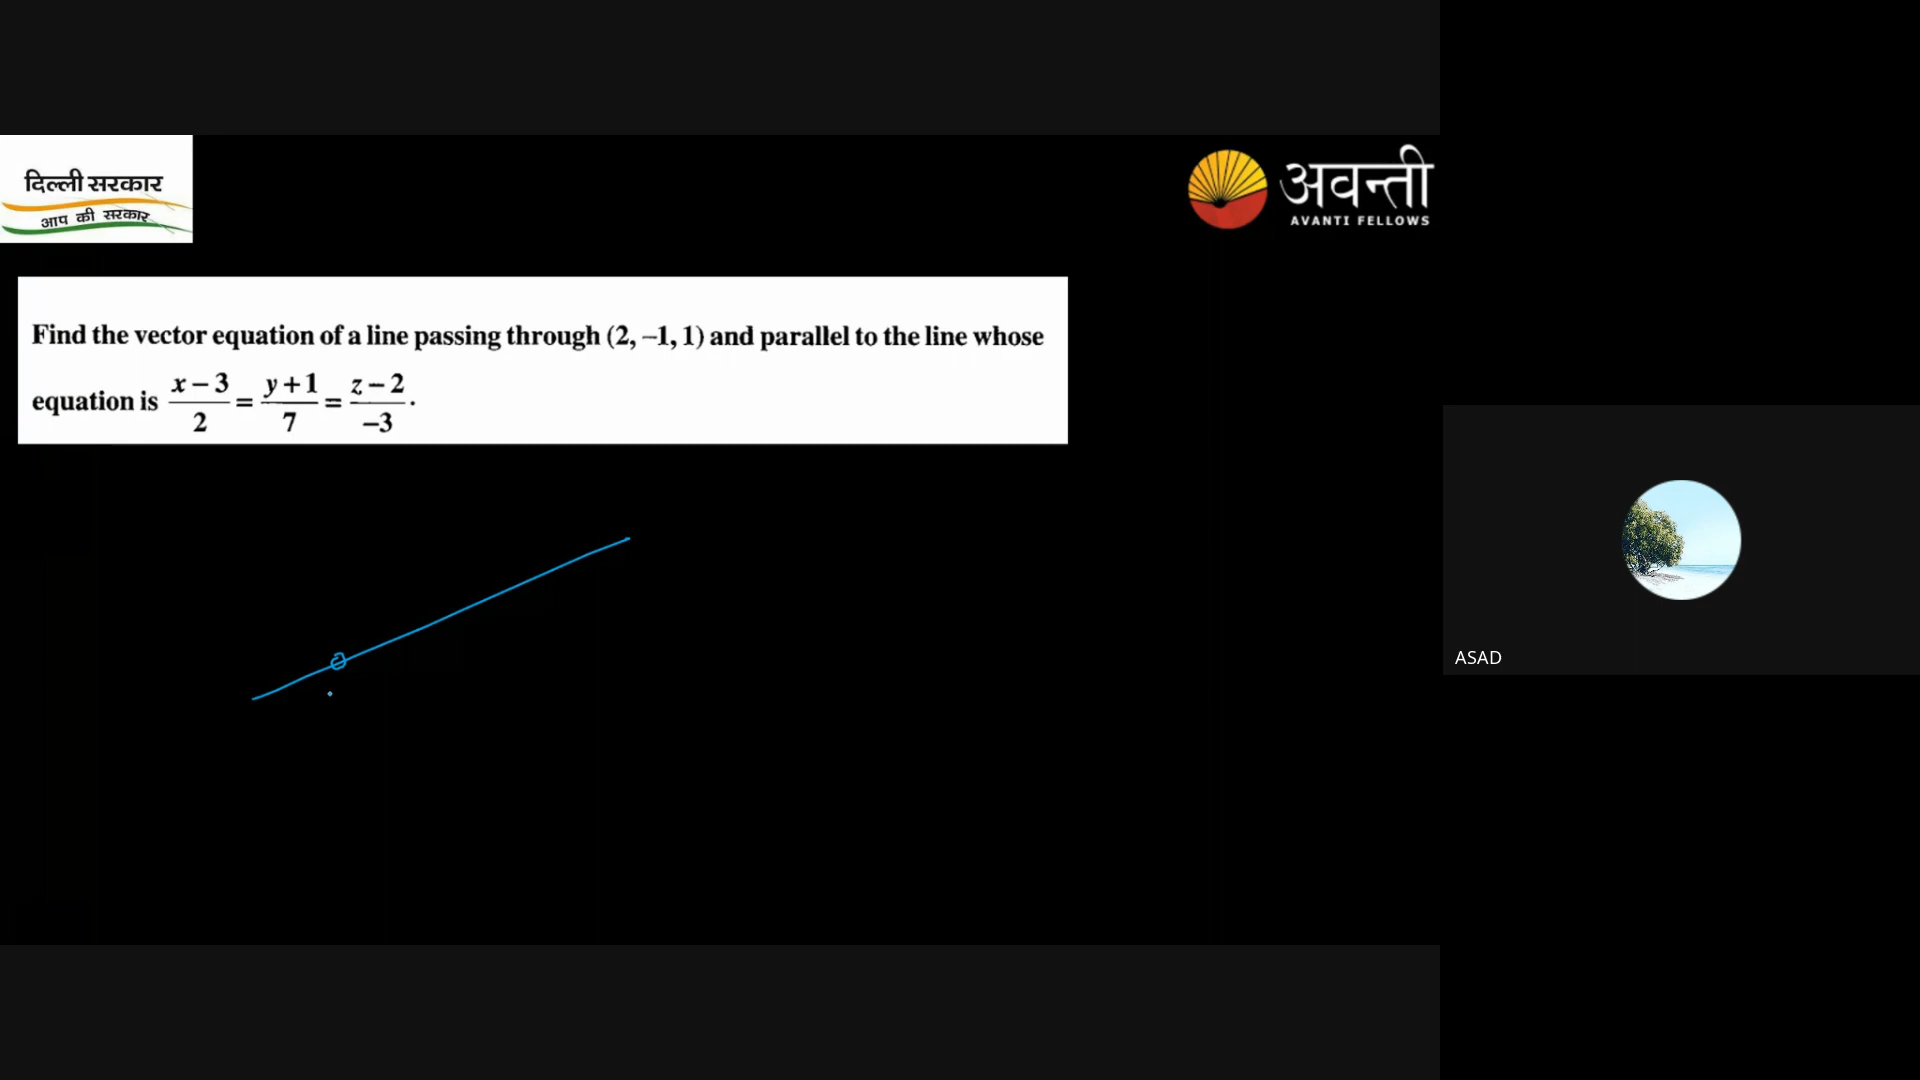 दिल्ली सरकार
आप की सरकार
अवन्ती
AVANTI FELLOWS
Find the vector equation of a line passing through (2, –1, 1) and parallel to the line whose
equation is (x – 3)/2 = (y + 1)/7 = (z – 2)/–3 .
ASAD